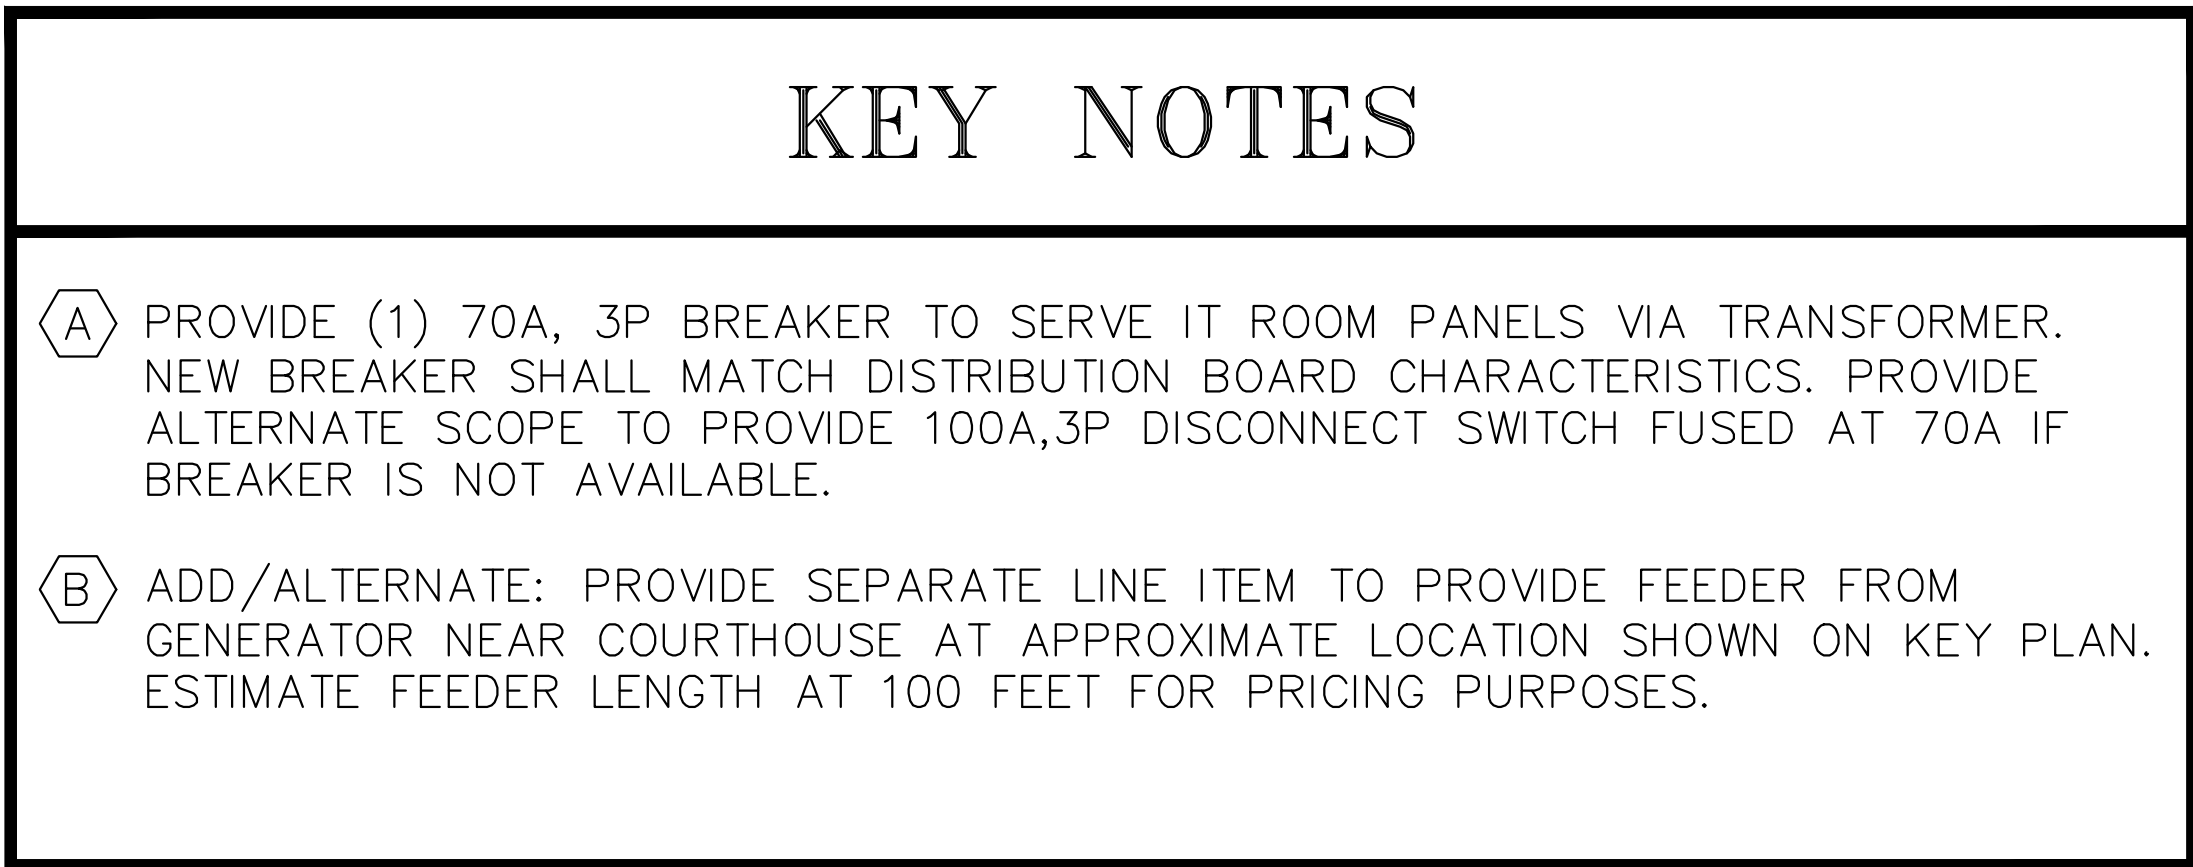 KEY NOTES
A PROVIDE (1) 70A, 3P BREAKER TO SERVE IT ROOM PANELS VIA TRANSFORMER.
NEW BREAKER SHALL MATCH DISTRIBUTION BOARD CHARACTERISTICS. PROVIDE
ALTERNATE SCOPE TO PROVIDE 100A,3P DISCONNECT SWITCH FUSED AT 70A IF
BREAKER IS NOT AVAILABLE.
B ADD/ALTERNATE: PROVIDE SEPARATE LINE ITEM TO PROVIDE FEEDER FROM
GENERATOR NEAR COURTHOUSE AT APPROXIMATE LOCATION SHOWN ON KEY PLAN.
ESTIMATE FEEDER LENGTH AT 100 FEET FOR PRICING PURPOSES.